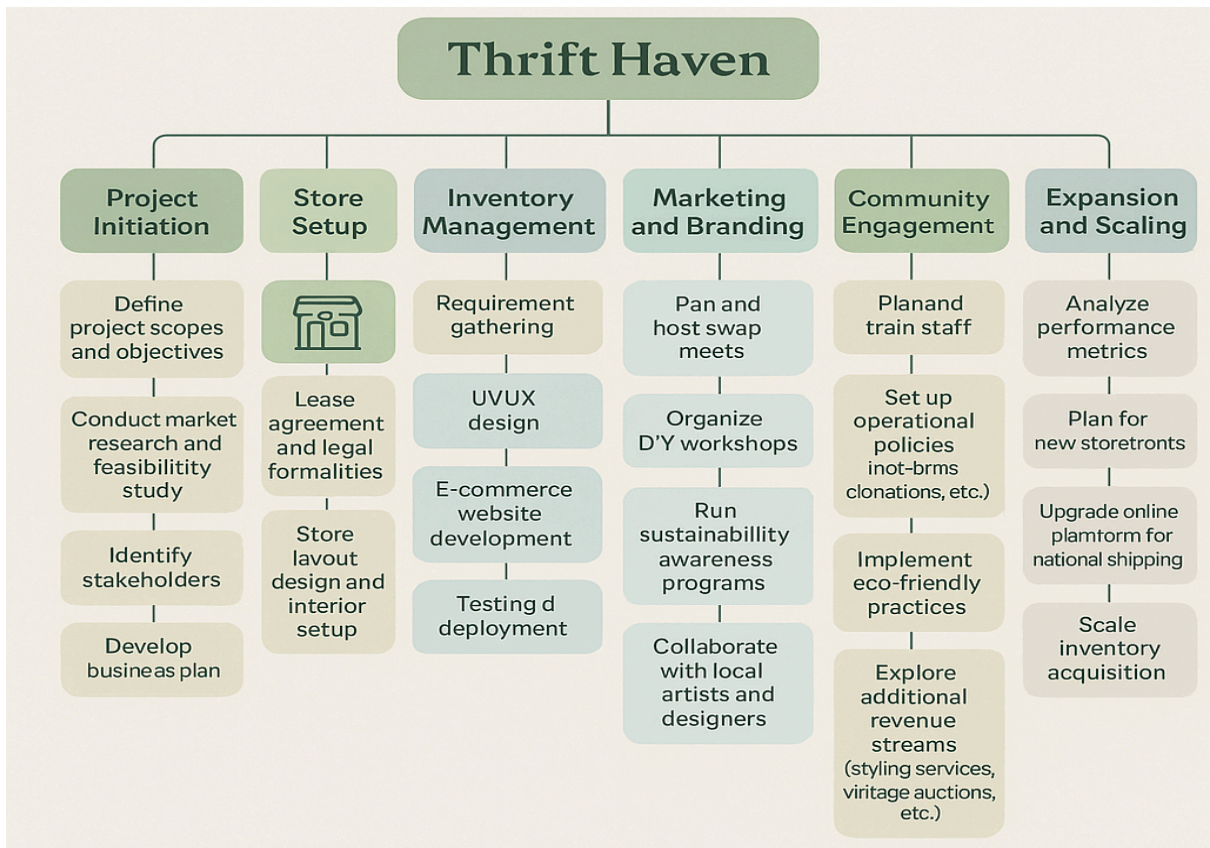 Thrift Haven
Project
Initiation
Define
project scopes
and objectives
Conduct market
research and
feasibilitity
study
Identify
stakeholders
Develop
busineas plan
Store
Setup
Lease
agreement
and legal
formalities
Store
lavout
design and
interior
setup
Inventory
Management
Requirement
gathering
UVUX
design
E-commerce
website
development
Testing d
deployment
Marketing
and Branding
Pan and
host swap
meets
Organize
D'Y workshops
Run
sustainabillity
awareness
programs
Collaborate
with local
artists and
designers
Community
Engagement
Planand
train staff
Set up
operational
policies
inot-brms
clonations, etc.)
Implement
eco-friendly
practices
Explore
additional
revenue
streams
(styling services,
viritage auctions,
etc.)
Expansion
and Scaling
Analyze
performance
metrics
Plan for
new storetronts
Upgrade online
plamtorm for
national shipping
Scale
inventory
acquisition